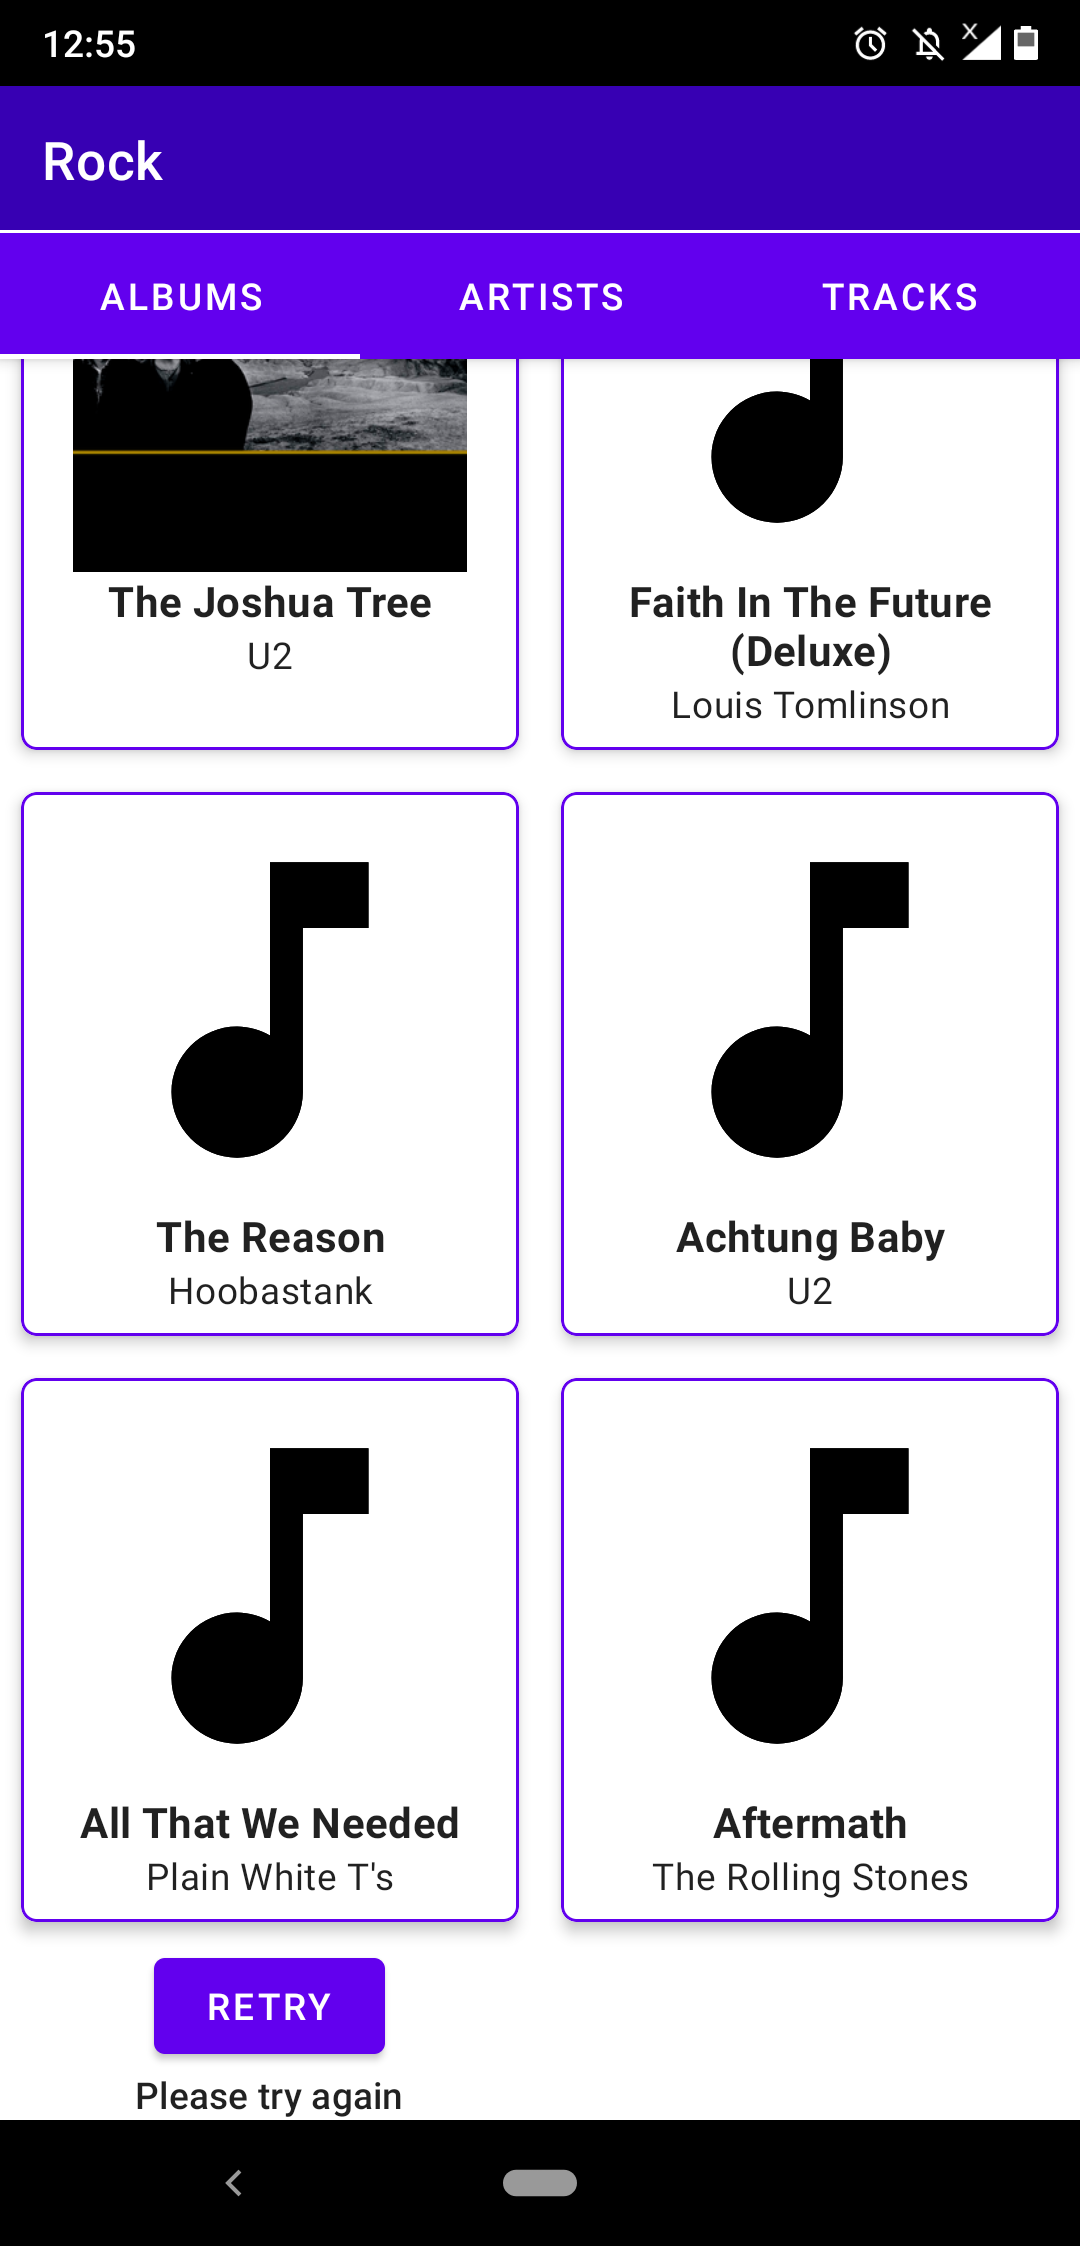 12:55
Rock
ALBUMS
ARTISTS
TRACKS
The Joshua Tree
U2
Faith In The Future
(Deluxe)
Louis Tomlinson
The Reason
Hoobastank
Achtung Baby
U2
All That We Needed
Plain White T's
Aftermath
The Rolling Stones
RETRY
Please try again